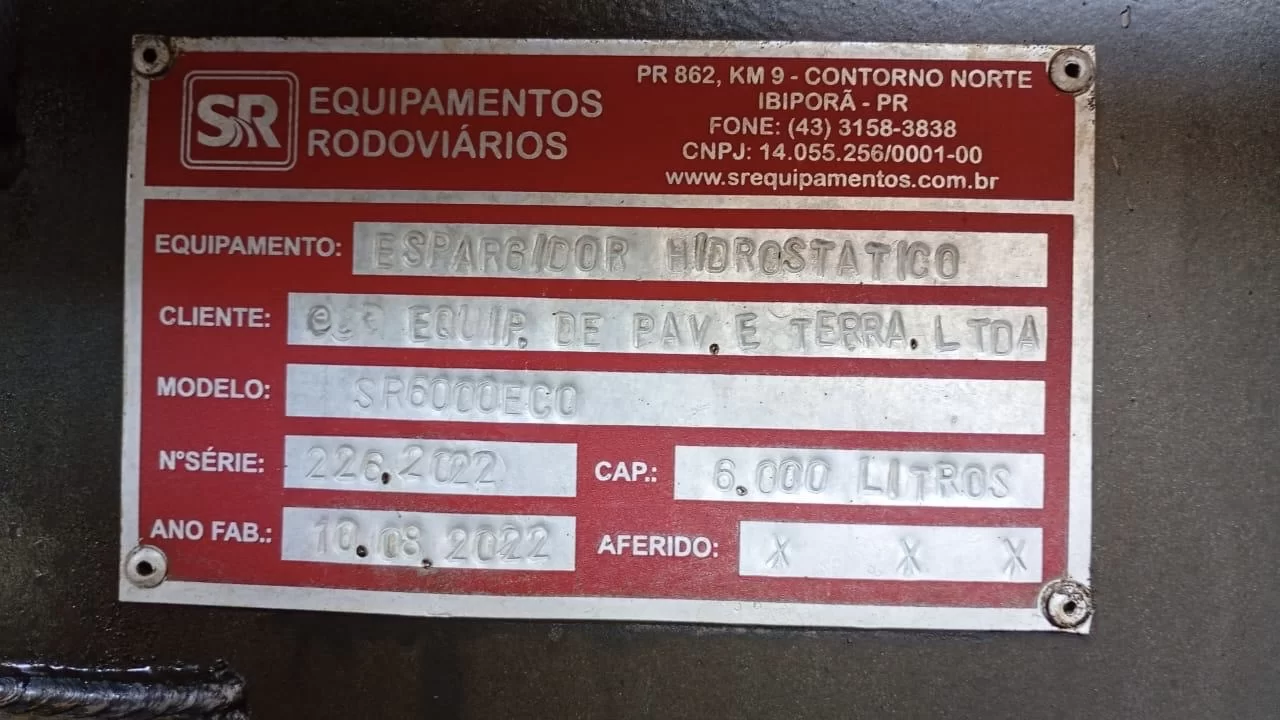 SR EQUIPAMENTOS
RODOVIÁRIOS
PR 862, KM 9 - CONTORNO NORTE
IBIPORÃ - PR
FONE: (43) 3158-3838
CNPJ: 14.055.256/0001-00
www.srequipamentos.com.br
EQUIPAMENTO: ESPARGIDOR HIDROSTATICO
CLIENTE: EQUIP. DE PAV. E TERRA. LTDA
MODELO: SR6000ECO
N°SÉRIE: 226.2022
CAP.: 6.000 LITROS
ANO FAB.: 10.08.2022
AFERIDO: X X X